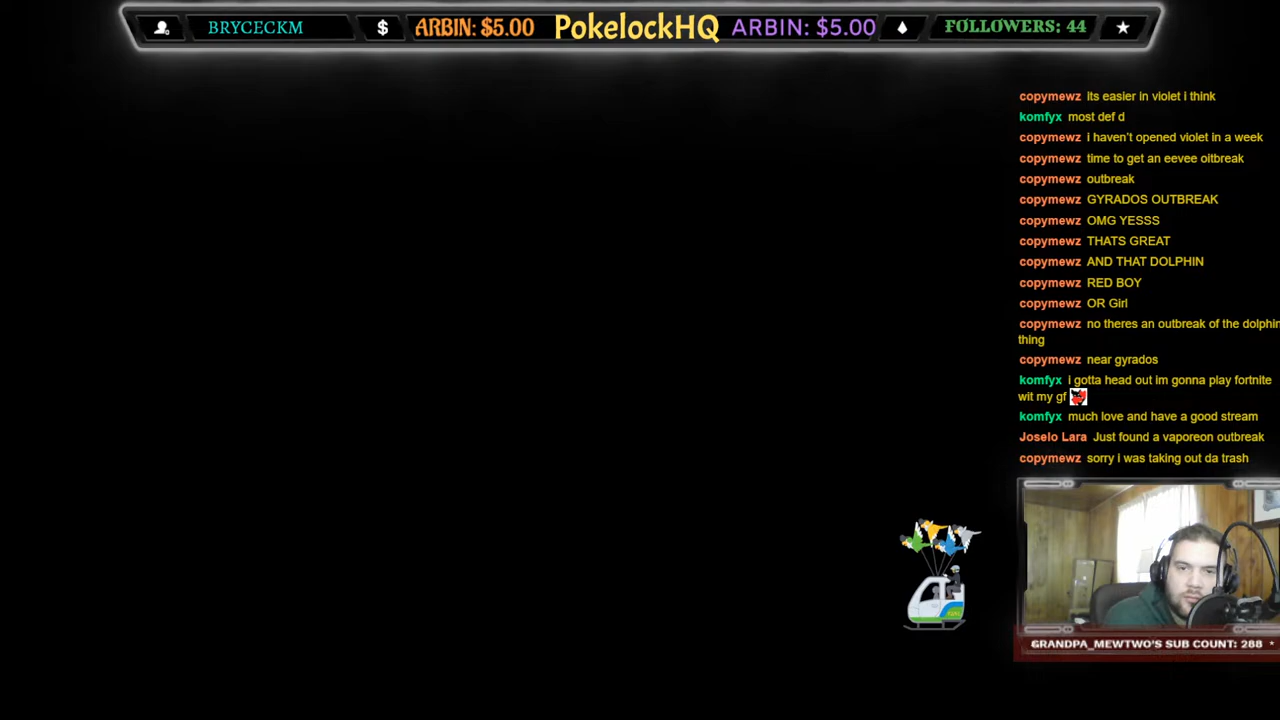 BRYCECKM
$
ARBIN: $5.00
PokelockHQ
ARBIN: $5.00
FOLLOWERS: 44
copymewz its easier in violet i think
komfyx most def d
copymewz i haven't opened violet in a week
copymewz time to get an eevee oitbreak
copymewz outbreak
copymewz GYRADOS OUTBREAK
copymewz OMG YESSS
copymewz THATS GREAT
copymewz AND THAT DOLPHIN
copymewz RED BOY
copymewz OR Girl
copymewz no theres an outbreak of the dolphin
thing
copymewz near gyrados
komfyx i gotta head out im gonna play fortnite
wit my gf
komfyx much love and have a good stream
Joselo Lara Just found a vaporeon outbreak
copymewz sorry i was taking out da trash
GRANDPA_MEWTWO'S SUB COUNT: 288 *